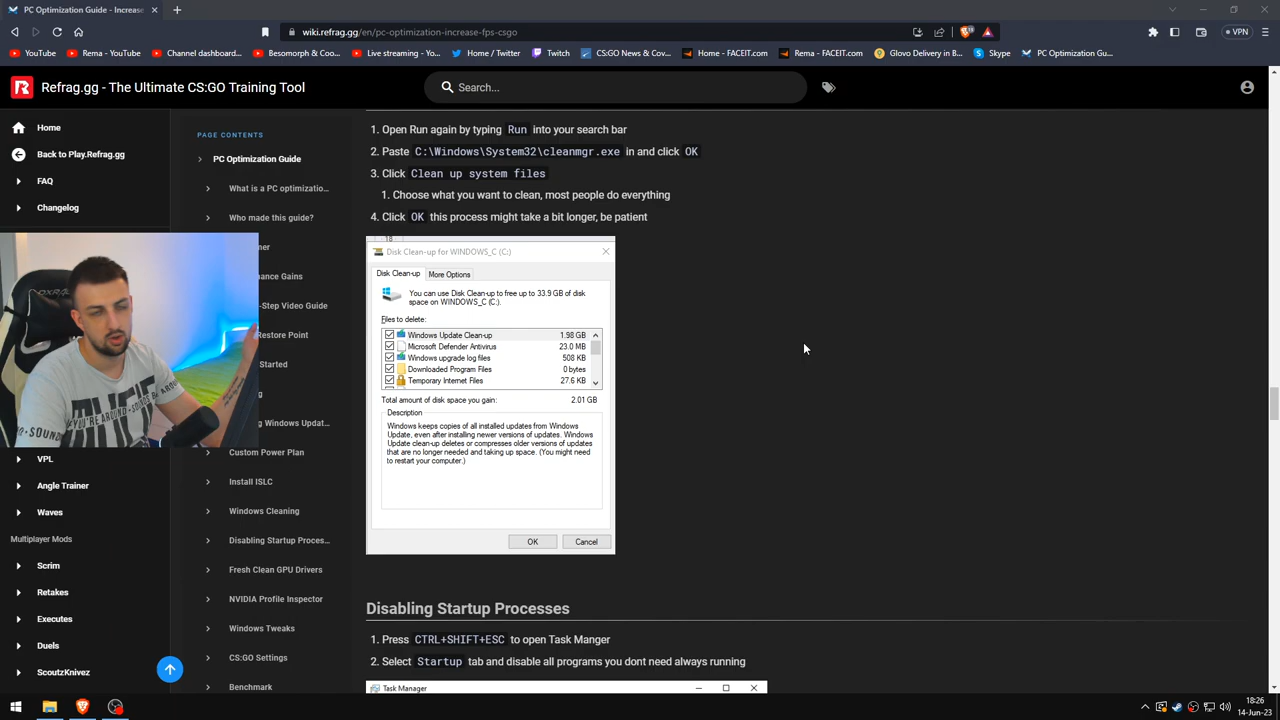 PC Optimization Guide - Increase
wiki.refrag.gg/en/pc-optimization-increase-fps-csgo
VPN
YouTube
Rema - YouTube
Channel dashboard...
Besomorph & Coop...
Live streaming - Yo...
Home / Twitter
Twitch
CS:GO News & Cov...
Home - FACEIT.com
Rema - FACEIT.com
Glovo Delivery in B...
Skype
PC Optimization Gu...
Refrag.gg - The Ultimate CS:GO Training Tool
Search...
Home
Back to Play.Refrag.gg
FAQ
Changelog
VPL
Angle Trainer
Waves
Multiplayer Mods
Scrim
Retakes
Executes
Duels
ScoutzKnivez
PAGE CONTENTS
PC Optimization Guide
What is a PC optimizatio...
Who made this guide?
mer
ance Gains
-Step Video Guide
Restore Point
Started
g
ng Windows Updat...
Custom Power Plan
Install ISLC
Windows Cleaning
Disabling Startup Proces...
Fresh Clean GPU Drivers
NVIDIA Profile Inspector
Windows Tweaks
CS:GO Settings
Benchmark
1. Open Run again by typing Run into your search bar
2. Paste C:\Windows\System32\cleanmgr.exe in and click OK
3. Click Clean up system files
1. Choose what you want to clean, most people do everything
4. Click OK this process might take a bit longer, be patient
18
Disk Clean-up for WINDOWS_C (C:)
Disk Clean-up
More Options
You can use Disk Clean-up to free up to 33.9 GB of disk
space on WINDOWS_C (C:).
Files to delete:
Windows Update Clean-up 1.98 GB
Microsoft Defender Antivirus 23.0 MB
Windows upgrade log files 508 KB
Downloaded Program Files 0 bytes
Temporary Internet Files 27.6 KB
Total amount of disk space you gain: 2.01 GB
Description
Windows keeps copies of all installed updates from Windows
Update, even after installing newer versions of updates. Windows
Update clean-up deletes or compresses older versions of updates
that are no longer needed and taking up space. (You might need
to restart your computer.)
OK
Cancel
Disabling Startup Processes
1. Press CTRL+SHIFT+ESC to open Task Manger
2. Select Startup tab and disable all programs you dont need always running
Task Manager
YOU'RE AROUND
SOUND
18:26
14-Jun-23